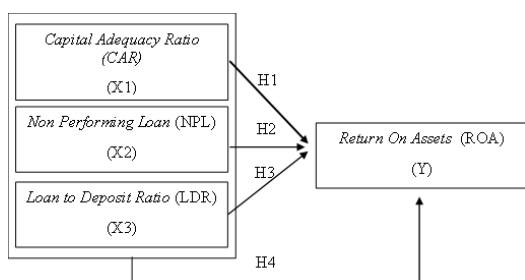 Capital Adequacy Ratio
(CAR)
(X1)
H1
Non Performing Loan (NPL)
(X2)
H2
Return On Assets (ROA)
(Y)
H3
Loan to Deposit Ratio (LDR)
(X3)
H4